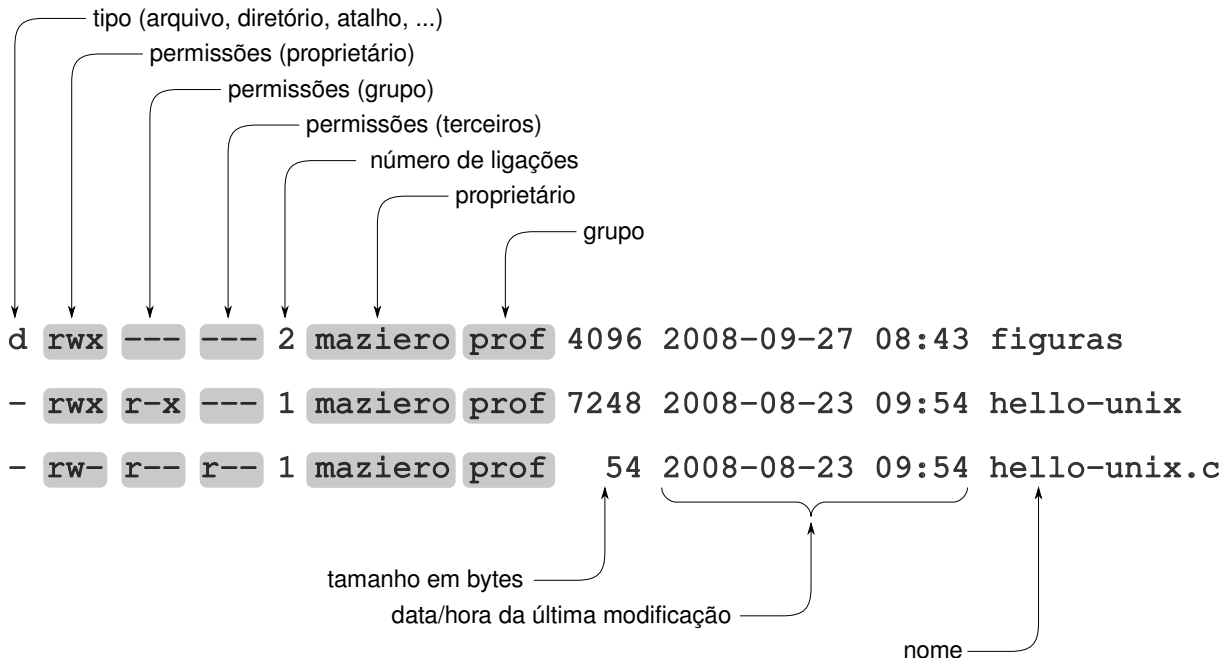 tipo (arquivo, diretório, atalho, ...)
permissões (proprietário)
permissões (grupo)
permissões (terceiros)
número de ligações
proprietário
grupo
d rwx --- --- 2 maziero prof 4096 2008-09-27 08:43 figuras
- rwx r-x --- 1 maziero prof 7248 2008-08-23 09:54 hello-unix
- rw- r-- r-- 1 maziero prof 54 2008-08-23 09:54 hello-unix.c
tamanho em bytes
data/hora da última modificação
nome